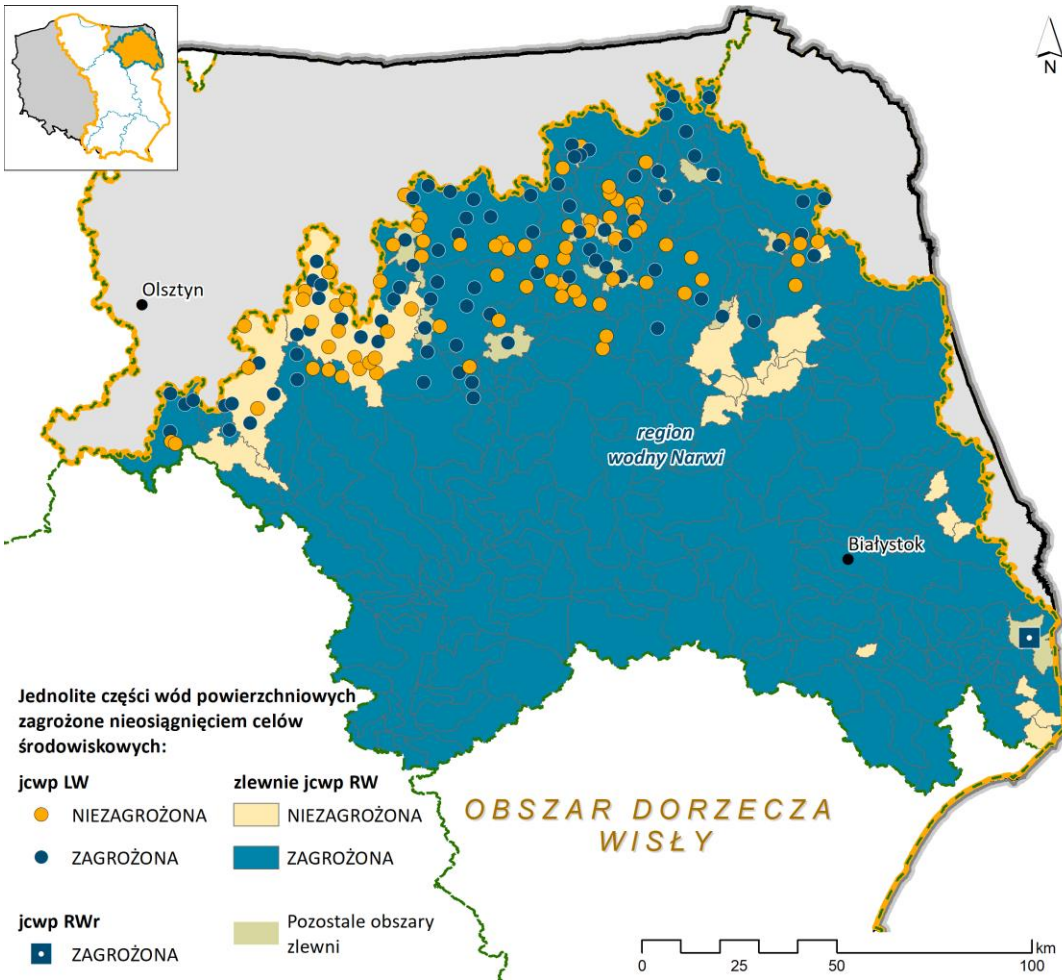 N
Olsztyn
region
wodny Narwi
Białystok
Jednolite części wód powierzchniowych
zagrożone nieosiągnięciem celów
środowiskowych:
jcwp LW
NIEZAGROŻONA
ZAGROŻONA
jcwp RWr
ZAGROŻONA
zlewnie jcwp RW
NIEZAGROŻONA
ZAGROŻONA
Pozostałe obszary
zlewni
OBSZAR DORZECZA
WISŁY
km
0 25 50 100